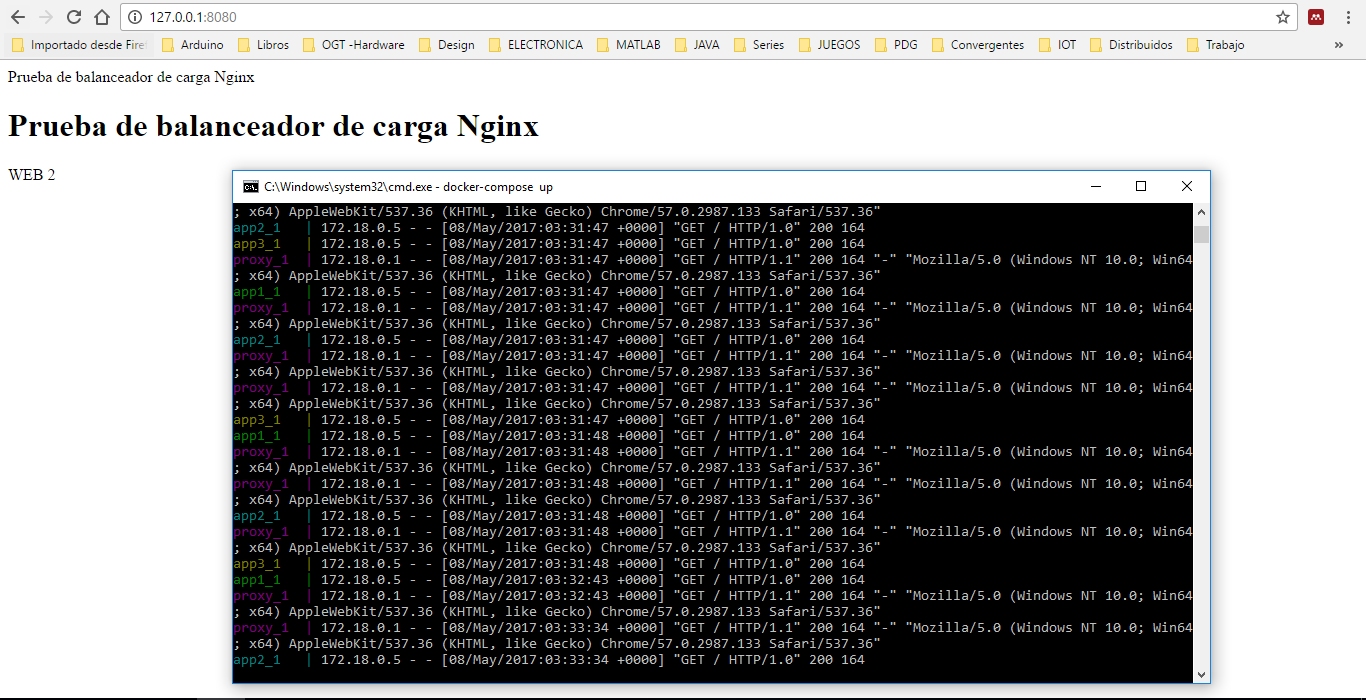 127.0.0.1:8080
Importado desde Firef Arduino Libros OGT -Hardware Design ELECTRONICA MATLAB JAVA Series JUEGOS PDG Convergentes IOT Distribuidos Trabajo »
Prueba de balanceador de carga Nginx
Prueba de balanceador de carga Nginx
WEB 2
C:\Windows\system32\cmd.exe - docker-compose up
; x64) AppleWebKit/537.36 (KHTML, like Gecko) Chrome/57.0.2987.133 Safari/537.36"
app2_1 | 172.18.0.5 - - [08/May/2017:03:31:47 +0000] "GET / HTTP/1.0" 200 164
app3_1 | 172.18.0.5 - - [08/May/2017:03:31:47 +0000] "GET / HTTP/1.0" 200 164
proxy_1 | 172.18.0.1 - - [08/May/2017:03:31:47 +0000] "GET / HTTP/1.1" 200 164 "-" "Mozilla/5.0 (Windows NT 10.0; Win64
; x64) AppleWebKit/537.36 (KHTML, like Gecko) Chrome/57.0.2987.133 Safari/537.36"
app1_1 | 172.18.0.5 - - [08/May/2017:03:31:47 +0000] "GET / HTTP/1.0" 200 164
proxy_1 | 172.18.0.1 - - [08/May/2017:03:31:47 +0000] "GET / HTTP/1.1" 200 164 "-" "Mozilla/5.0 (Windows NT 10.0; Win64
; x64) AppleWebKit/537.36 (KHTML, like Gecko) Chrome/57.0.2987.133 Safari/537.36"
app2_1 | 172.18.0.5 - - [08/May/2017:03:31:47 +0000] "GET / HTTP/1.0" 200 164
proxy_1 | 172.18.0.1 - - [08/May/2017:03:31:47 +0000] "GET / HTTP/1.1" 200 164 "-" "Mozilla/5.0 (Windows NT 10.0; Win64
; x64) AppleWebKit/537.36 (KHTML, like Gecko) Chrome/57.0.2987.133 Safari/537.36"
proxy_1 | 172.18.0.1 - - [08/May/2017:03:31:47 +0000] "GET / HTTP/1.1" 200 164 "-" "Mozilla/5.0 (Windows NT 10.0; Win64
; x64) AppleWebKit/537.36 (KHTML, like Gecko) Chrome/57.0.2987.133 Safari/537.36"
app3_1 | 172.18.0.5 - - [08/May/2017:03:31:47 +0000] "GET / HTTP/1.0" 200 164
app1_1 | 172.18.0.5 - - [08/May/2017:03:31:48 +0000] "GET / HTTP/1.0" 200 164
proxy_1 | 172.18.0.1 - - [08/May/2017:03:31:48 +0000] "GET / HTTP/1.1" 200 164 "-" "Mozilla/5.0 (Windows NT 10.0; Win64
; x64) AppleWebKit/537.36 (KHTML, like Gecko) Chrome/57.0.2987.133 Safari/537.36"
proxy_1 | 172.18.0.1 - - [08/May/2017:03:31:48 +0000] "GET / HTTP/1.1" 200 164 "-" "Mozilla/5.0 (Windows NT 10.0; Win64
; x64) AppleWebKit/537.36 (KHTML, like Gecko) Chrome/57.0.2987.133 Safari/537.36"
app2_1 | 172.18.0.5 - - [08/May/2017:03:31:48 +0000] "GET / HTTP/1.0" 200 164
proxy_1 | 172.18.0.1 - - [08/May/2017:03:31:48 +0000] "GET / HTTP/1.1" 200 164 "-" "Mozilla/5.0 (Windows NT 10.0; Win64
; x64) AppleWebKit/537.36 (KHTML, like Gecko) Chrome/57.0.2987.133 Safari/537.36"
app3_1 | 172.18.0.5 - - [08/May/2017:03:31:48 +0000] "GET / HTTP/1.0" 200 164
app1_1 | 172.18.0.5 - - [08/May/2017:03:32:43 +0000] "GET / HTTP/1.0" 200 164
proxy_1 | 172.18.0.1 - - [08/May/2017:03:32:43 +0000] "GET / HTTP/1.1" 200 164 "-" "Mozilla/5.0 (Windows NT 10.0; Win64
; x64) AppleWebKit/537.36 (KHTML, like Gecko) Chrome/57.0.2987.133 Safari/537.36"
proxy_1 | 172.18.0.1 - - [08/May/2017:03:33:34 +0000] "GET / HTTP/1.1" 200 164 "-" "Mozilla/5.0 (Windows NT 10.0; Win64
; x64) AppleWebKit/537.36 (KHTML, like Gecko) Chrome/57.0.2987.133 Safari/537.36"
app2_1 | 172.18.0.5 - - [08/May/2017:03:33:34 +0000] "GET / HTTP/1.0" 200 164